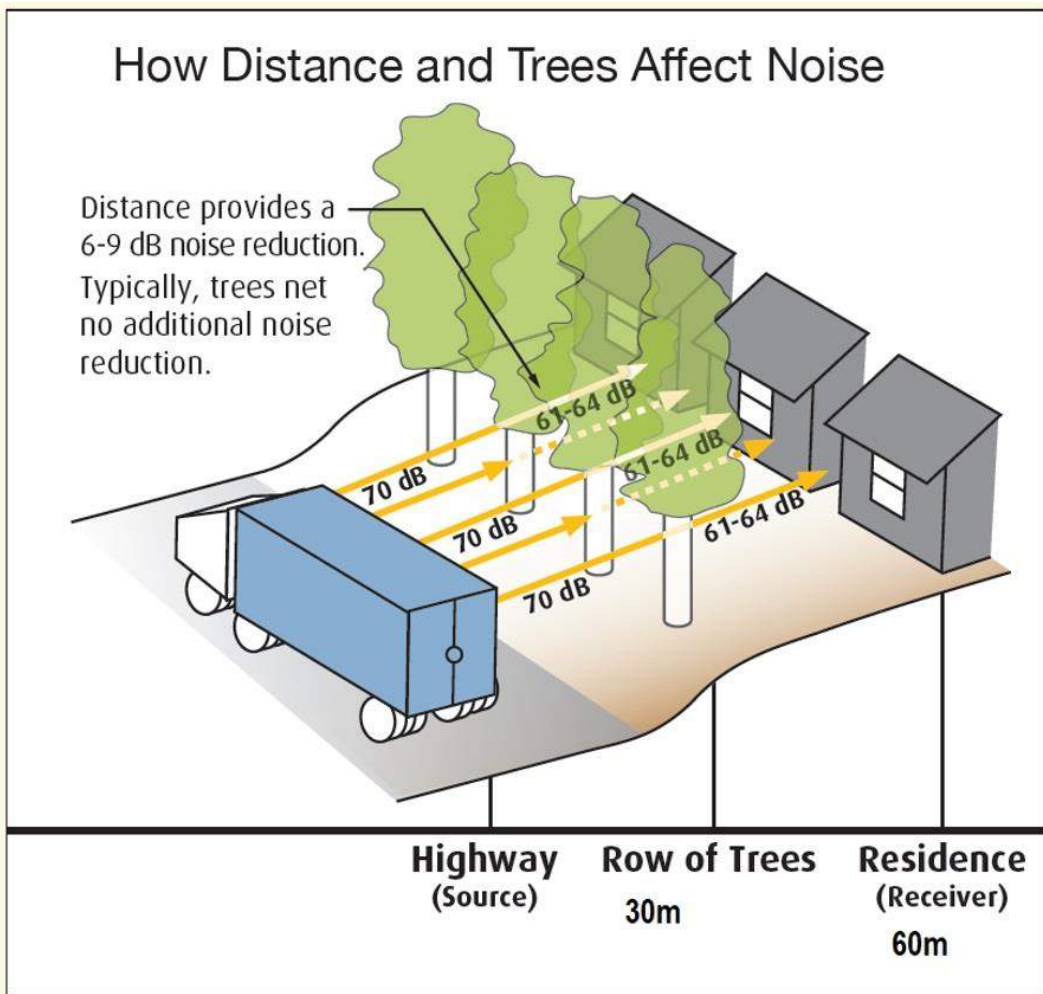 How Distance and Trees Affect Noise
Distance provides a
6-9 dB noise reduction.
Typically, trees net
no additional noise
reduction.
61-64 dB
70 dB
61-64 dB
70 dB
61-64 dB
70 dB
Highway
(Source)
Row of Trees
30m
Residence
(Receiver)
60m